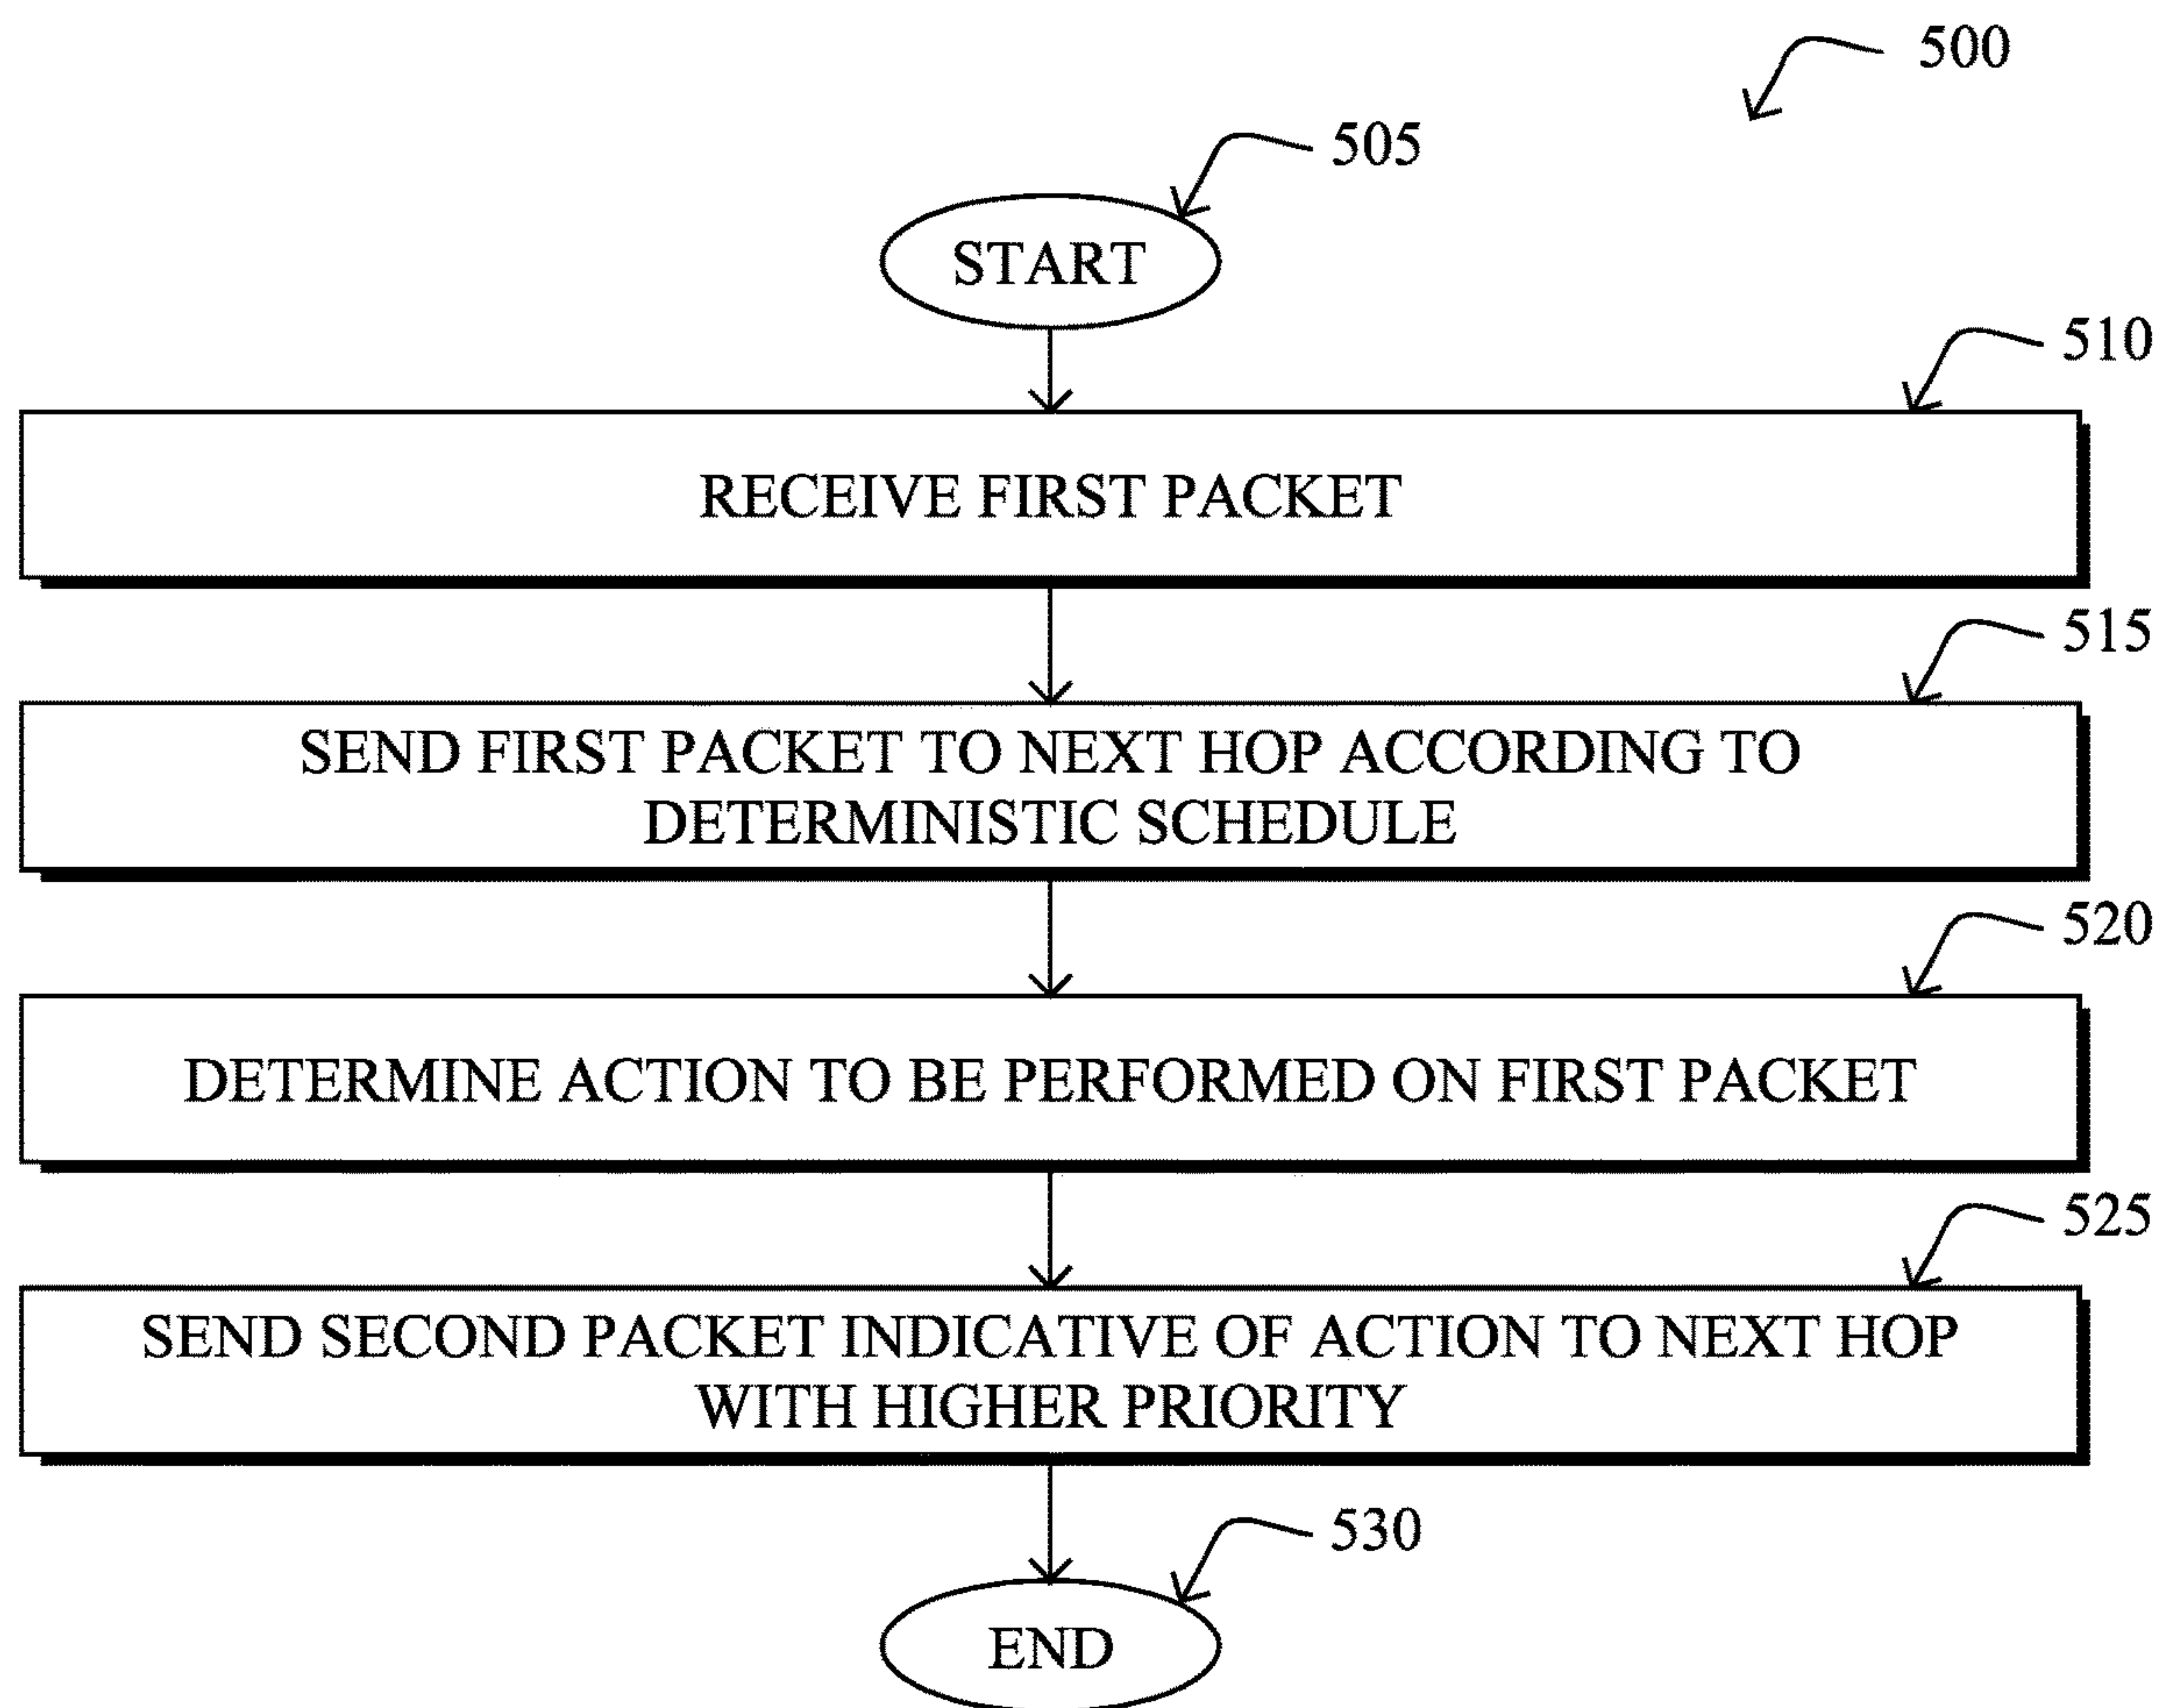 500
505
START
510
RECEIVE FIRST PACKET
515
SEND FIRST PACKET TO NEXT HOP ACCORDING TO
DETERMINISTIC SCHEDULE
520
DETERMINE ACTION TO BE PERFORMED ON FIRST PACKET
525
SEND SECOND PACKET INDICATIVE OF ACTION TO NEXT HOP
WITH HIGHER PRIORITY
530
END